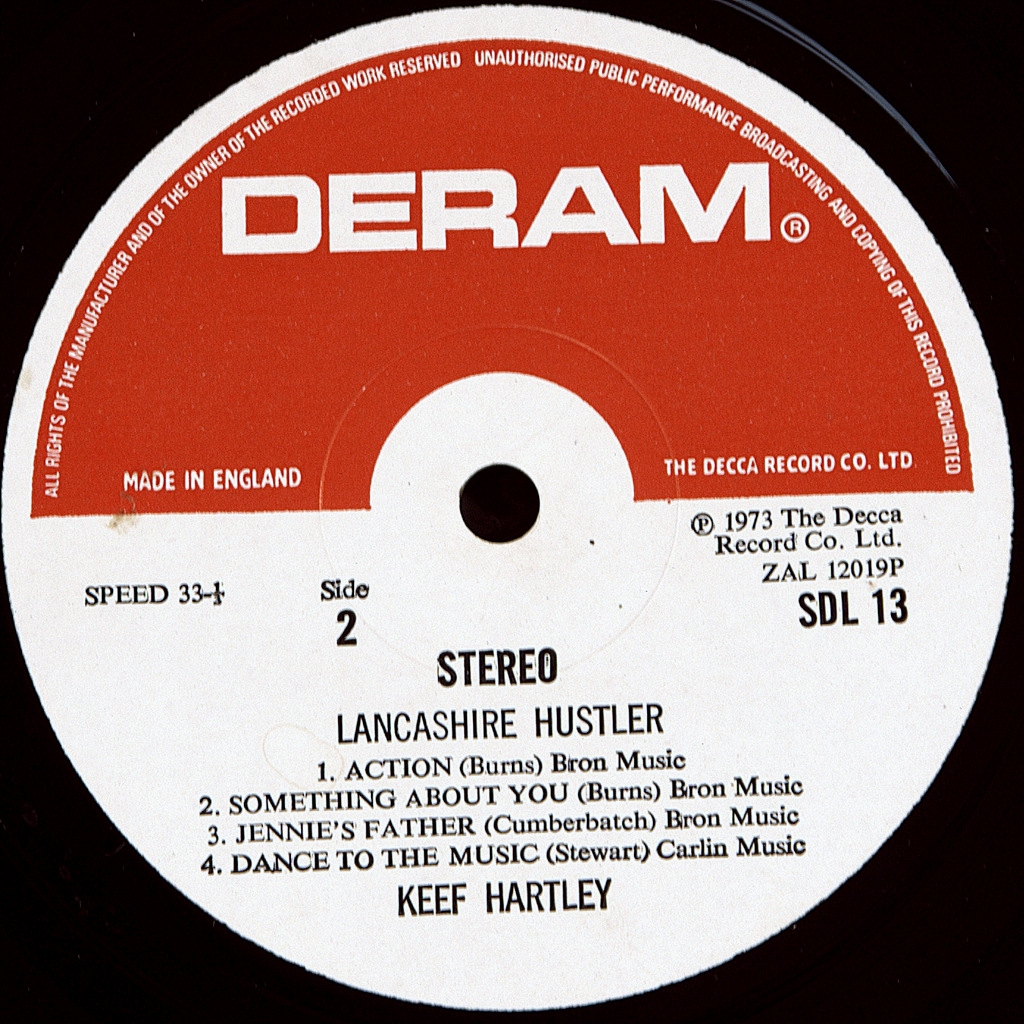 ALL RIGHTS OF THE MANUFACTURER AND OF THE OWNER OF THE RECORDED WORK RESERVED UNAUTHORISED PUBLIC PERFORMANCE BROADCASTING AND COPYING OF THIS RECORD PROHIBITED
DERAM®
MADE IN ENGLAND
THE DECCA RECORD CO. LTD
℗ 1973 The Decca
Record Co. Ltd.
ZAL 12019P
SPEED 33-⅓
Side
2
SDL 13
STEREO
LANCASHIRE HUSTLER
1. ACTION (Burns) Bron Music
2. SOMETHING ABOUT YOU (Burns) Bron Music
3. JENNIE'S FATHER (Cumberbatch) Bron Music
4. DANCE TO THE MUSIC (Stewart) Carlin Music
KEEF HARTLEY